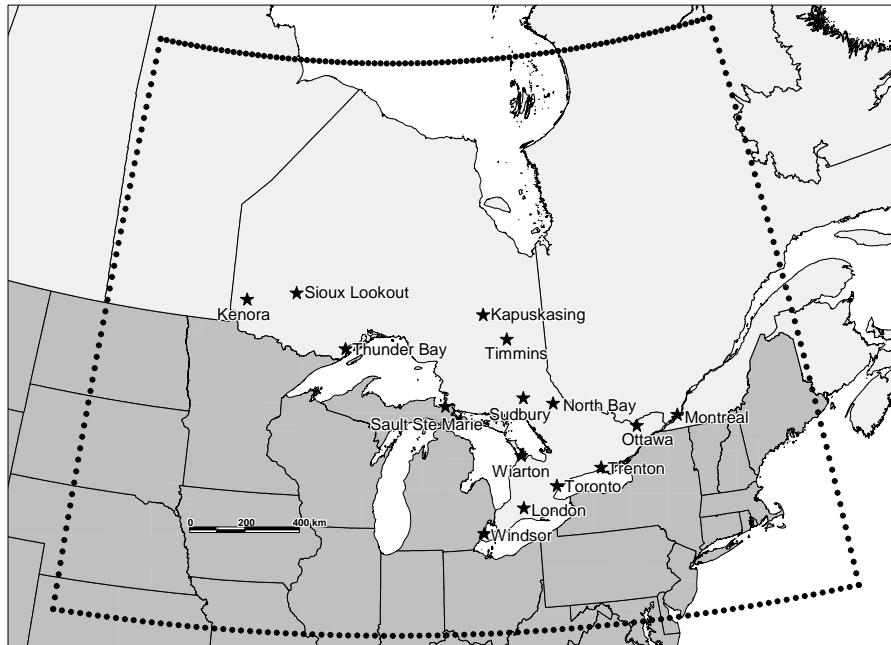 Sioux Lookout
Kenora
Kapuskasing
Thunder Bay
Timmins
Sudbury
North Bay
Sault Ste-Marie
Montréal
Ottawa
Wiarton
Trenton
Toronto
London
0 200 400 km
Windsor